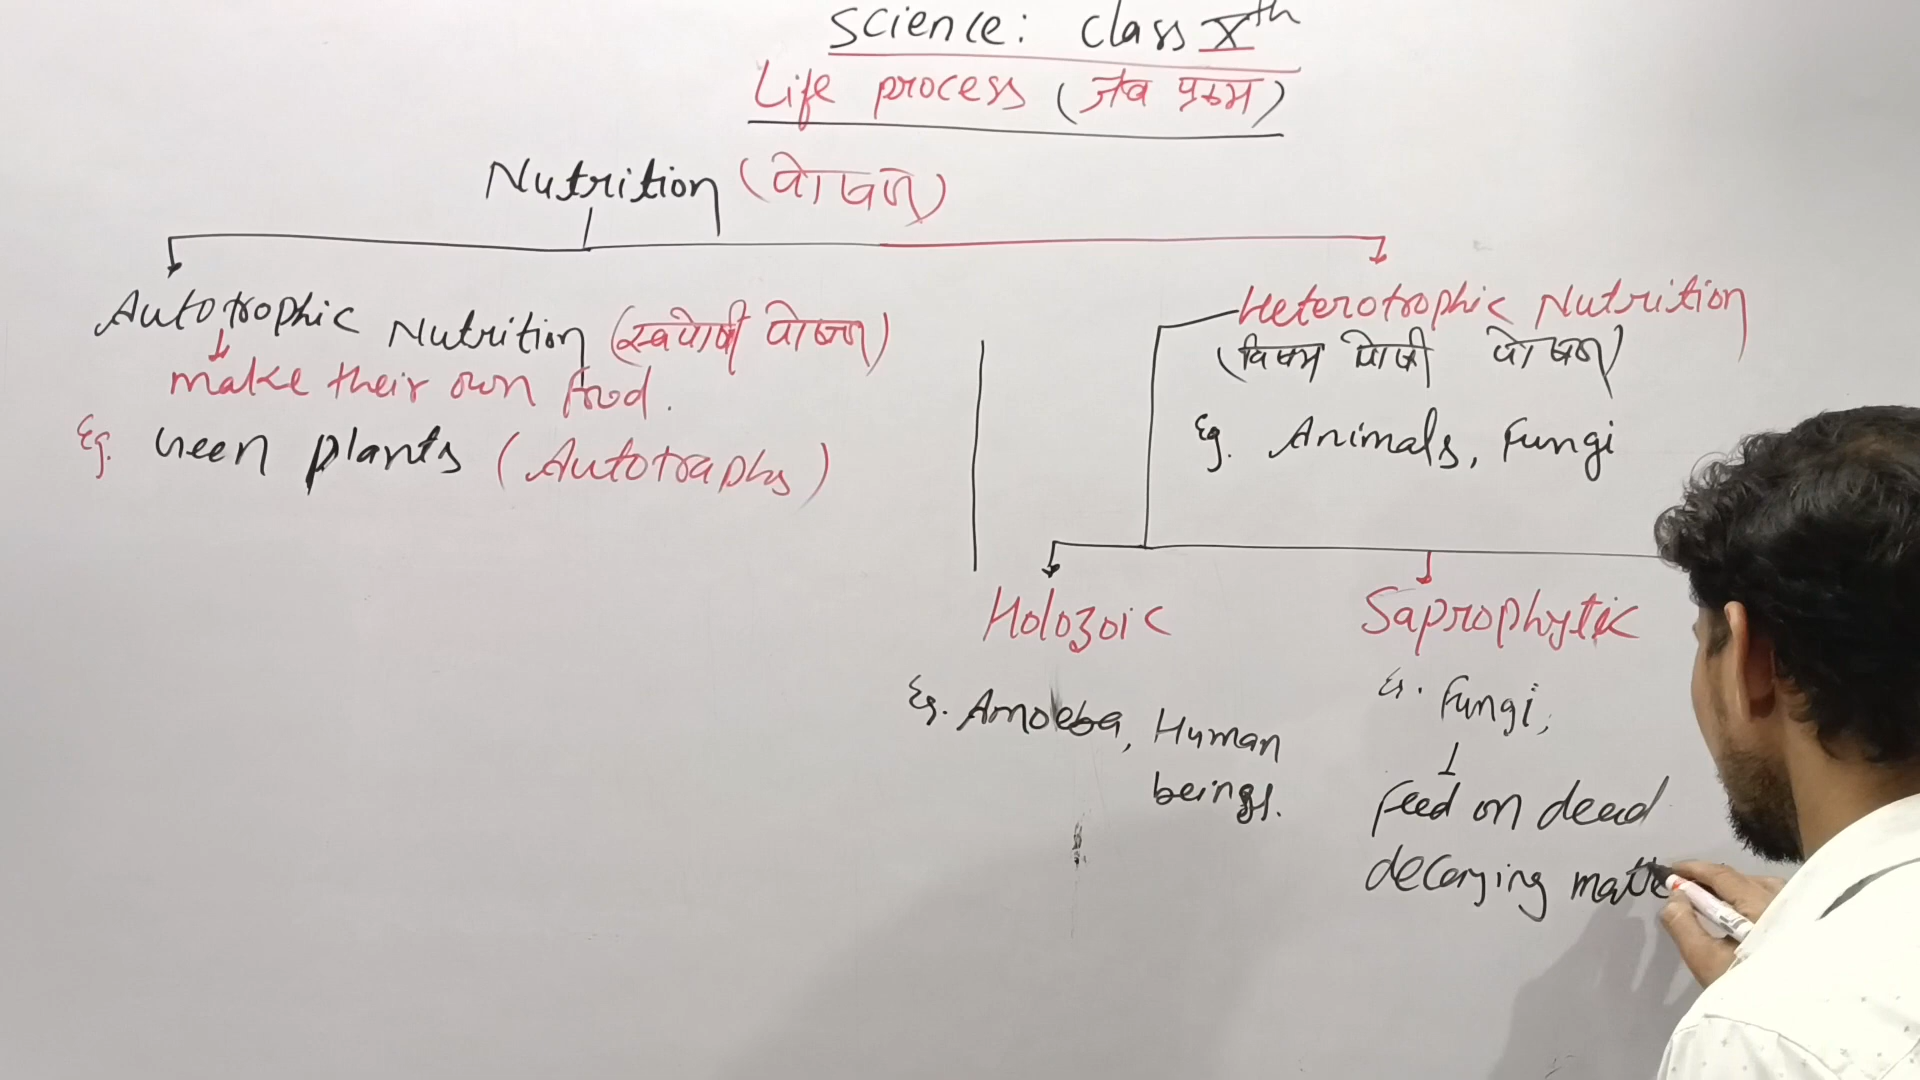 Science: Class Xth
Life process (जैव प्रक्रम)
Nutrition (पोषण)
Autotrophic Nutrition (स्वपोषी पोषण)
make their own food.
Eg. Green plants (Autotraphs)
Heterotrophic Nutrition
(विषम पोषी पोषण)
Eg. Animals, Fungi
Holozoic
Eg. Amoeba, Human
beings.
Saprophytic
Eg. Fungi,
Feed on dead
decaying matte